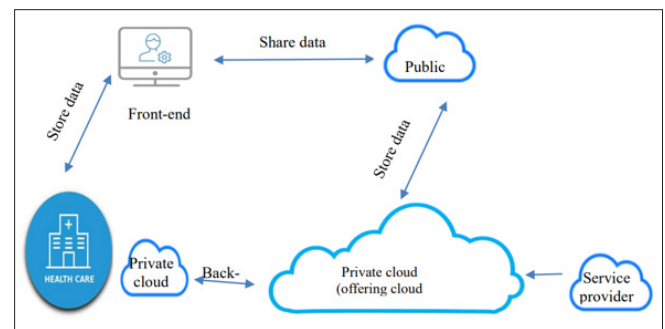 Share data
Public
Front-end
Store data
Store data
HEALTH CARE
Private
cloud
Back-
Private cloud
(offering cloud
Service
provider